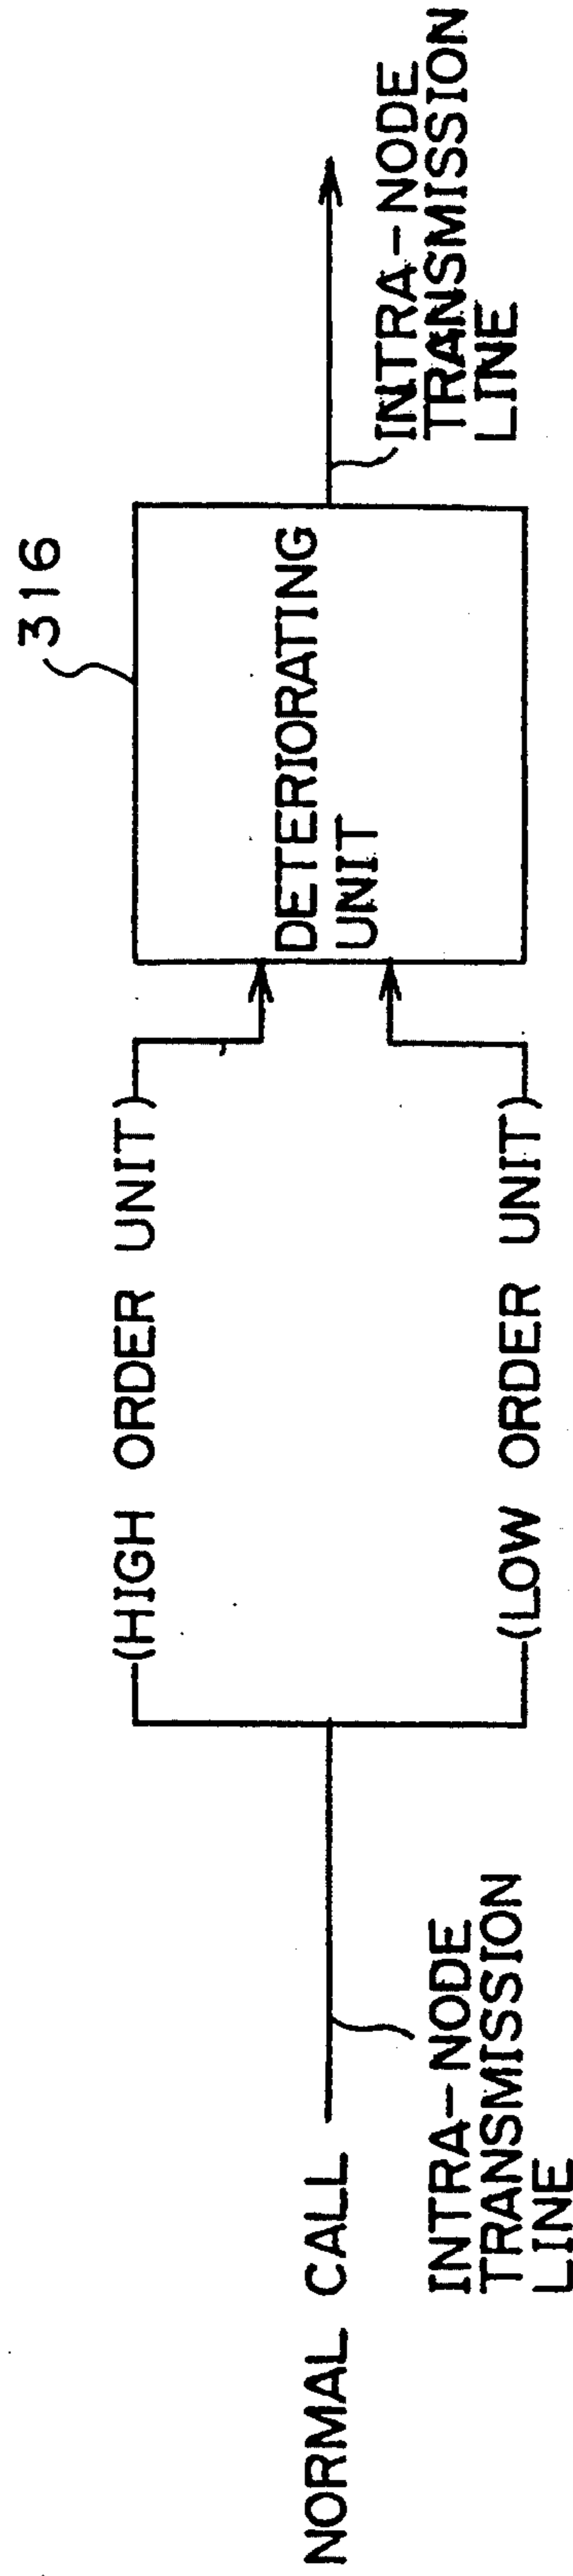 NORMAL CALL
INTRA-NODE
TRANSMISSION
LINE
(HIGH ORDER UNIT)
(LOW ORDER UNIT)
316
DETERIORATING
UNIT
INTRA-NODE
TRANSMISSION
LINE